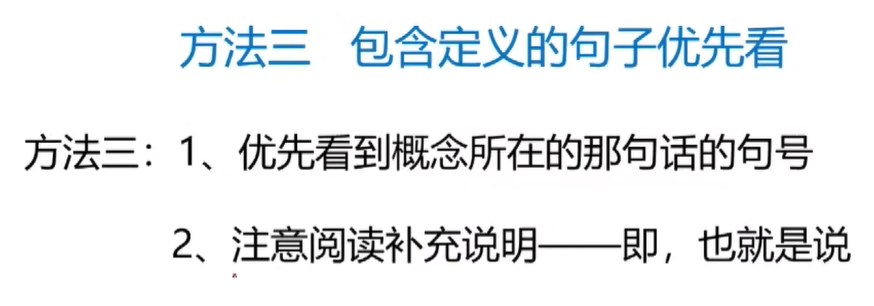 方法三 包含定义的句子优先看
方法三：1、优先看到概念所在的那句话的句号
2、注意阅读补充说明——即，也就是说